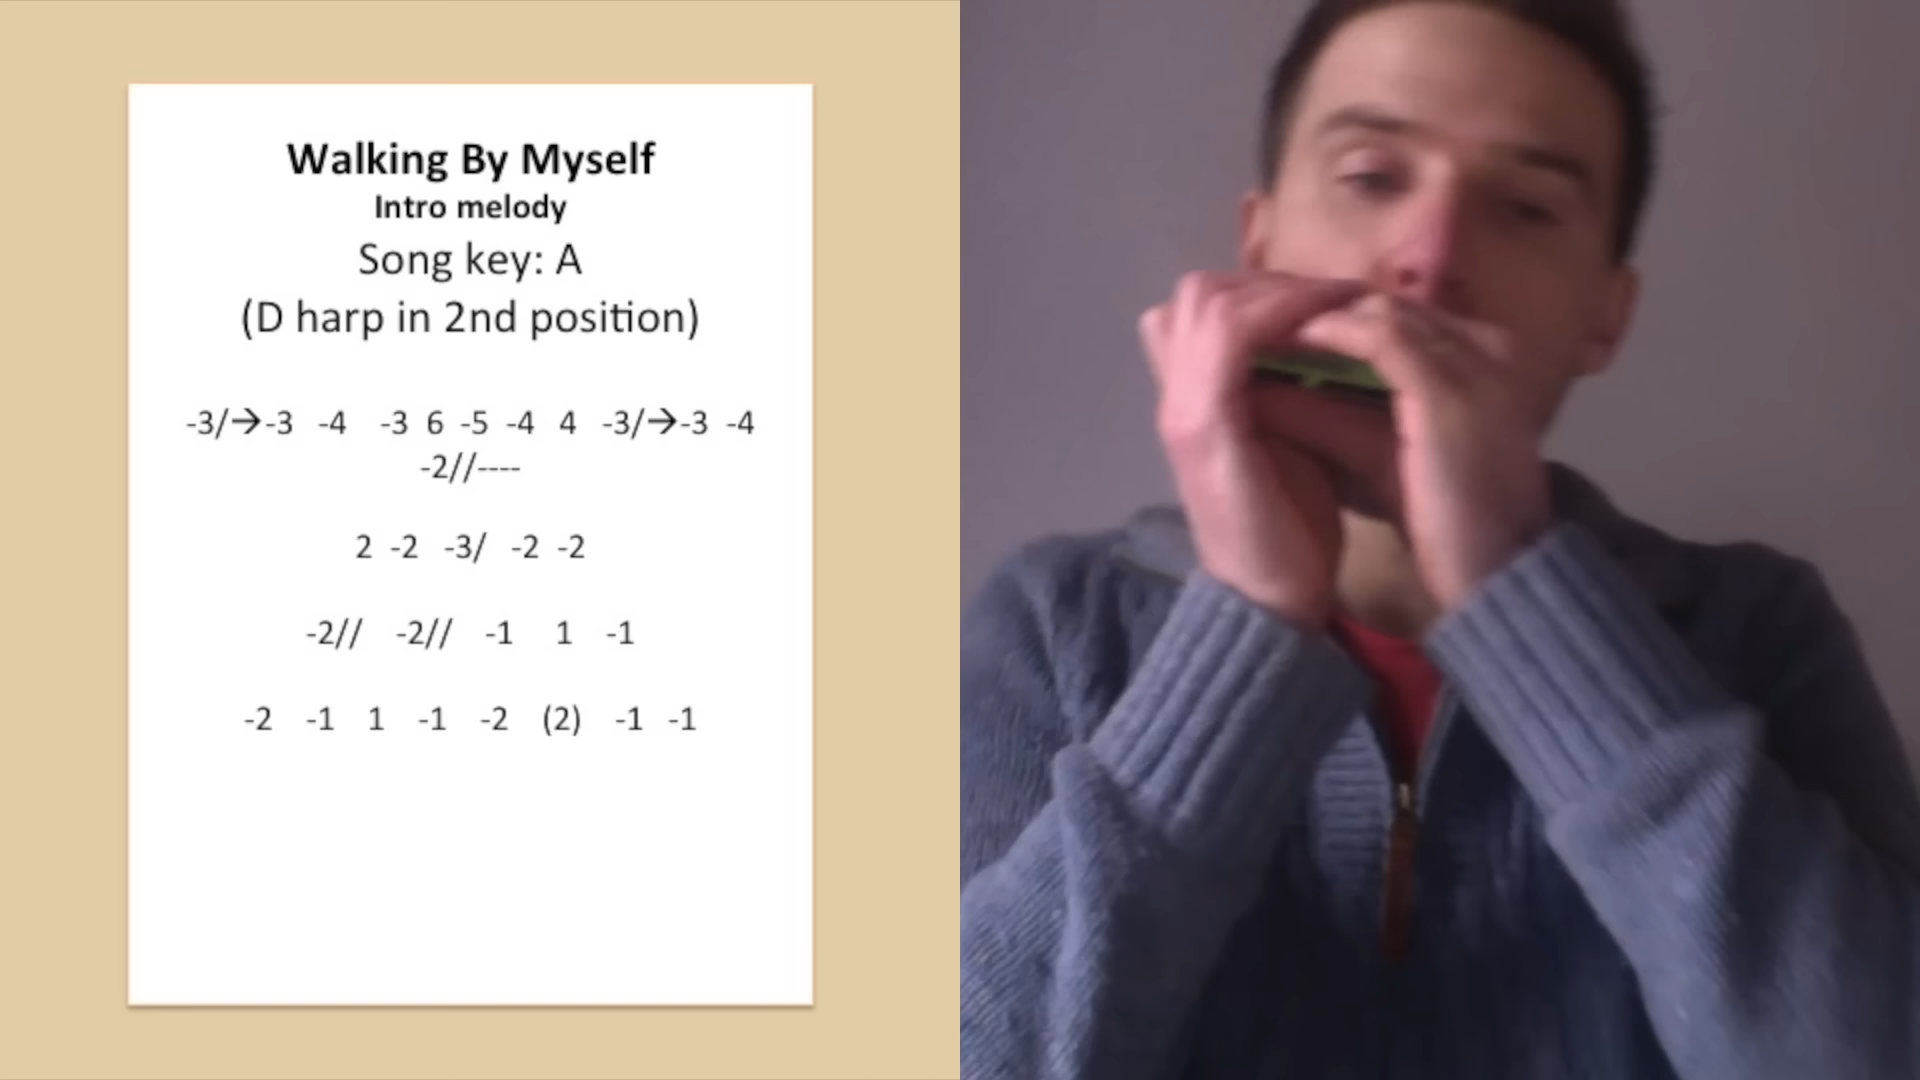 Walking By Myself
Intro melody
Song key: A
(D harp in 2nd position)
-3/→-3 -4 -3 6 -5 -4 4 -3/→-3 -4
-2//----
2 -2 -3/ -2 -2
-2// -2// -1 1 -1
-2 -1 1 -1 -2 (2) -1 -1